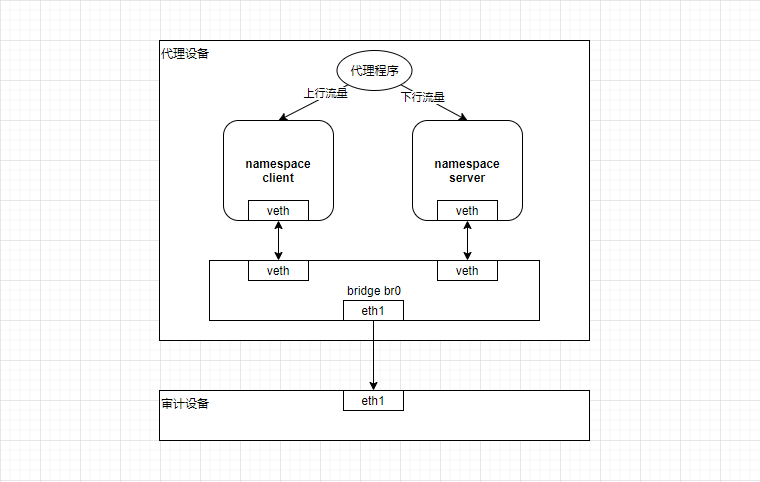 代理设备
代理程序
上行流量
下行流量
namespace
client
namespace
server
veth
veth
veth
veth
bridge br0
eth1
eth1
审计设备